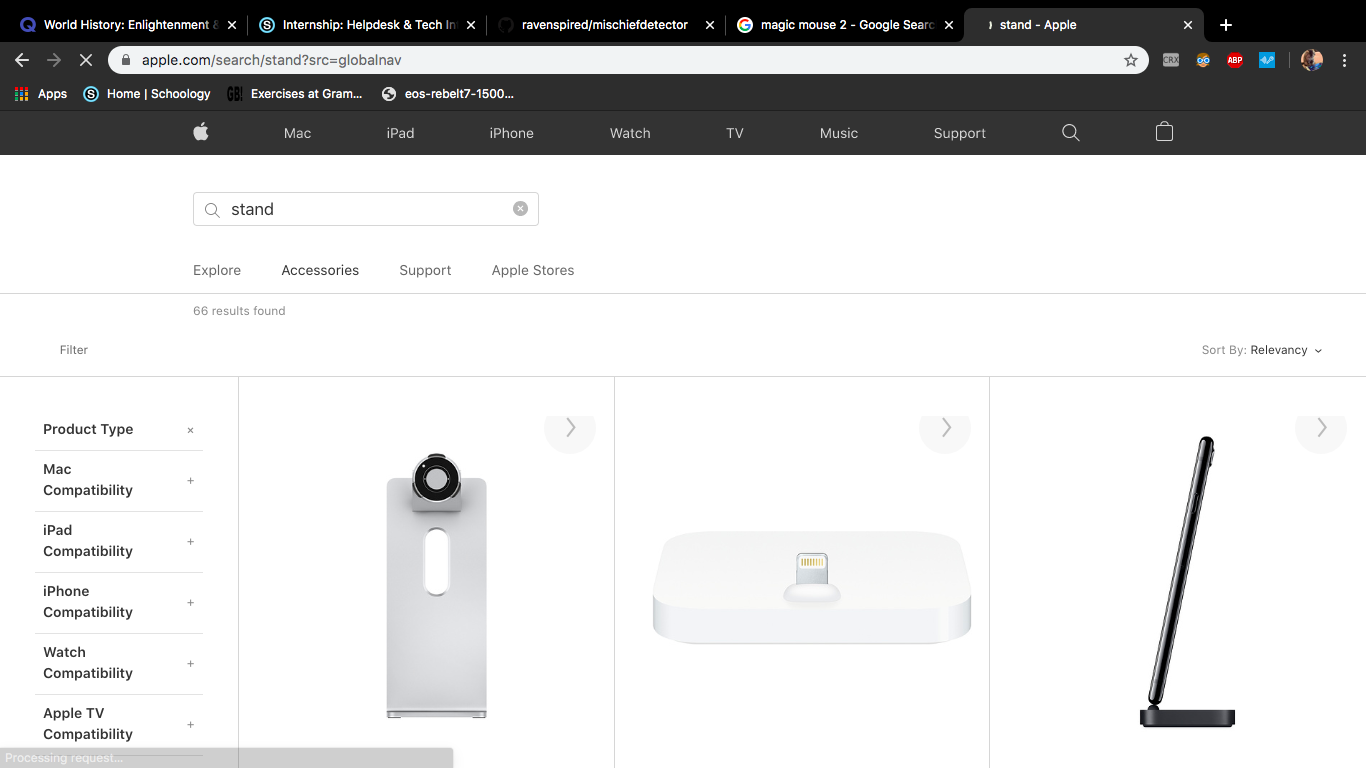 World History: Enlightenment &
Internship: Helpdesk & Tech In
ravenspired/mischiefdetector
magic mouse 2 - Google Searc
stand - Apple
apple.com/search/stand?src=globalnav
CRX
ABP
Apps
Home | Schoology
GB!
Exercises at Gram...
eos-rebelt7-1500...
Mac
iPad
iPhone
Watch
TV
Music
Support
stand
Explore
Accessories
Support
Apple Stores
66 results found
Filter
Sort By: Relevancy
Product Type
Mac
Compatibility
iPad
Compatibility
iPhone
Compatibility
Watch
Compatibility
Apple TV
Compatibility
Processing request...